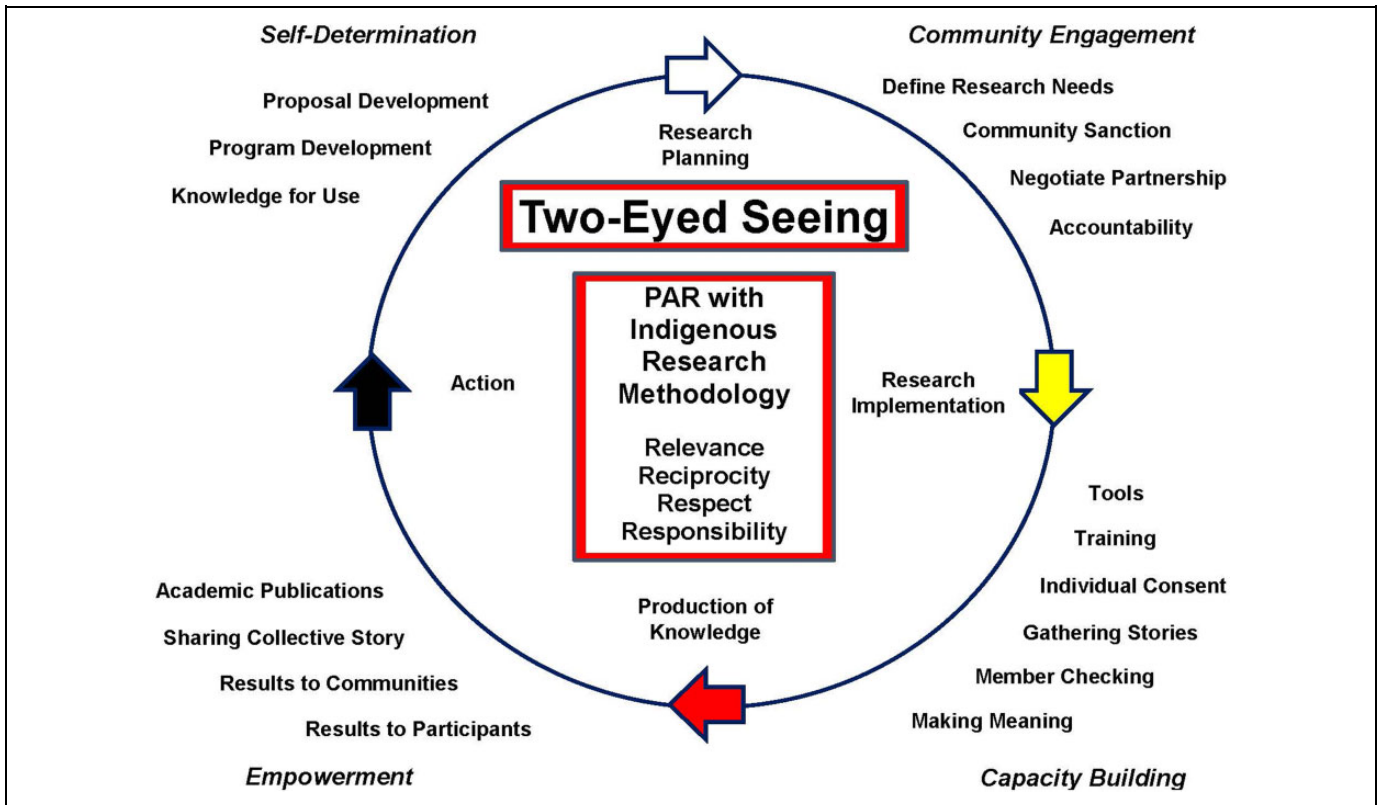 Self-Determination
Community Engagement
Proposal Development
Program Development
Knowledge for Use
Define Research Needs
Community Sanction
Negotiate Partnership
Accountability
Research
Planning
Two-Eyed Seeing
PAR with
Indigenous
Research
Methodology
Relevance
Reciprocity
Respect
Responsibility
Action
Research
Implementation
Tools
Training
Individual Consent
Gathering Stories
Member Checking
Making Meaning
Production of
Knowledge
Academic Publications
Sharing Collective Story
Results to Communities
Results to Participants
Empowerment
Capacity Building